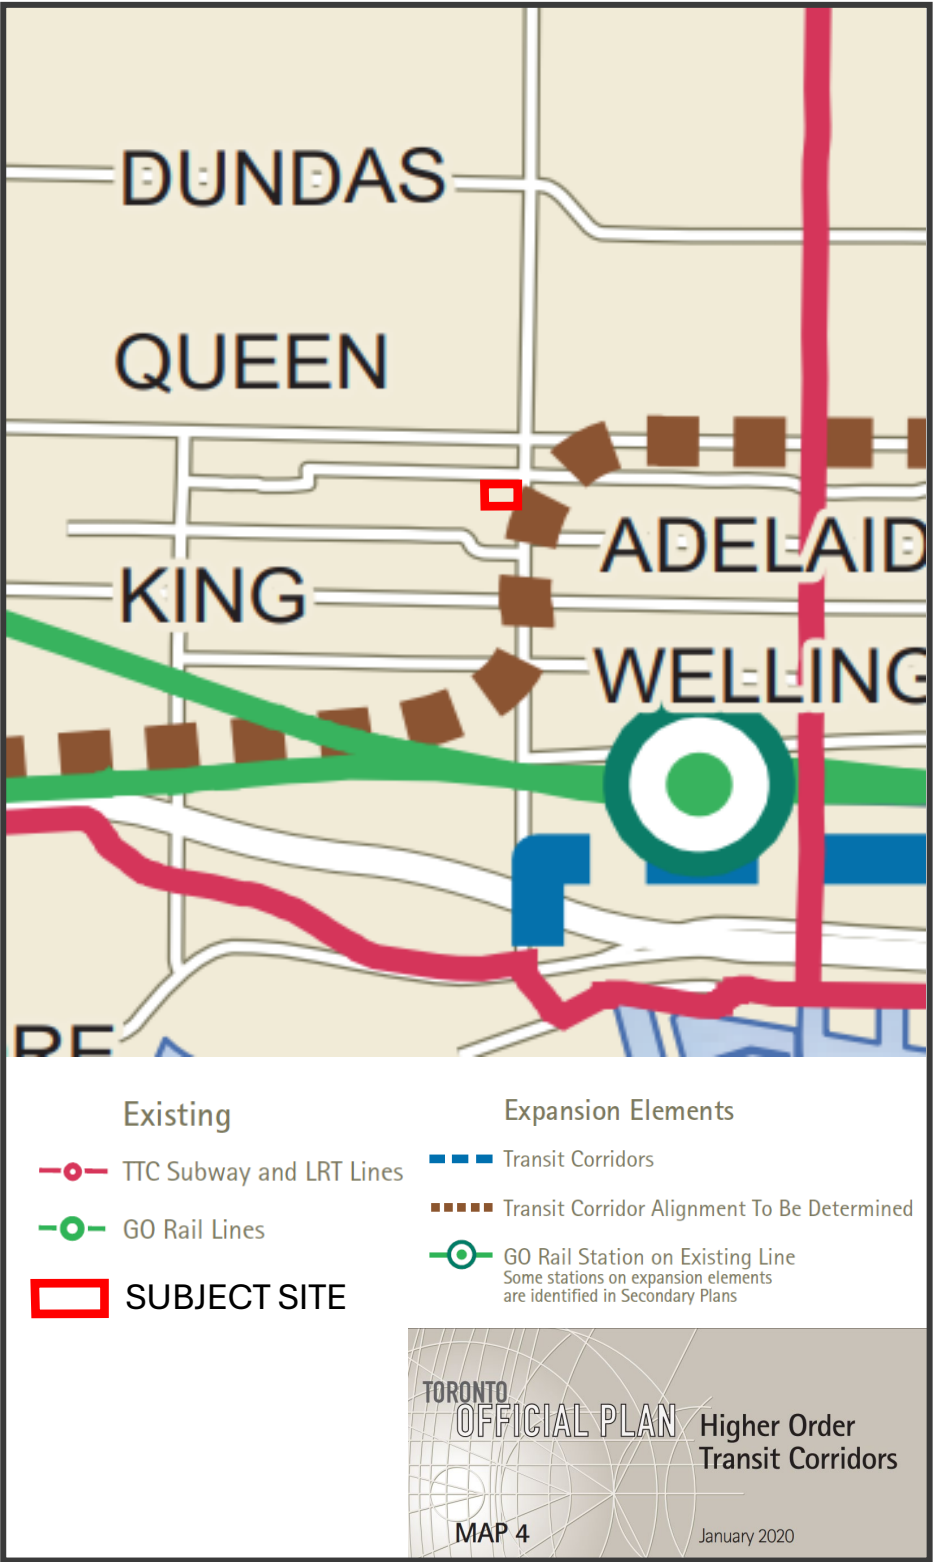 DUNDAS
QUEEN
ADELAID
KING
WELLING
RE
Existing
TTC Subway and LRT Lines
GO Rail Lines
SUBJECT SITE
Expansion Elements
Transit Corridors
Transit Corridor Alignment To Be Determined
GO Rail Station on Existing Line
Some stations on expansion elements
are identified in Secondary Plans
TORONTO
OFFICIAL PLAN
MAP 4
Higher Order
Transit Corridors
January 2020